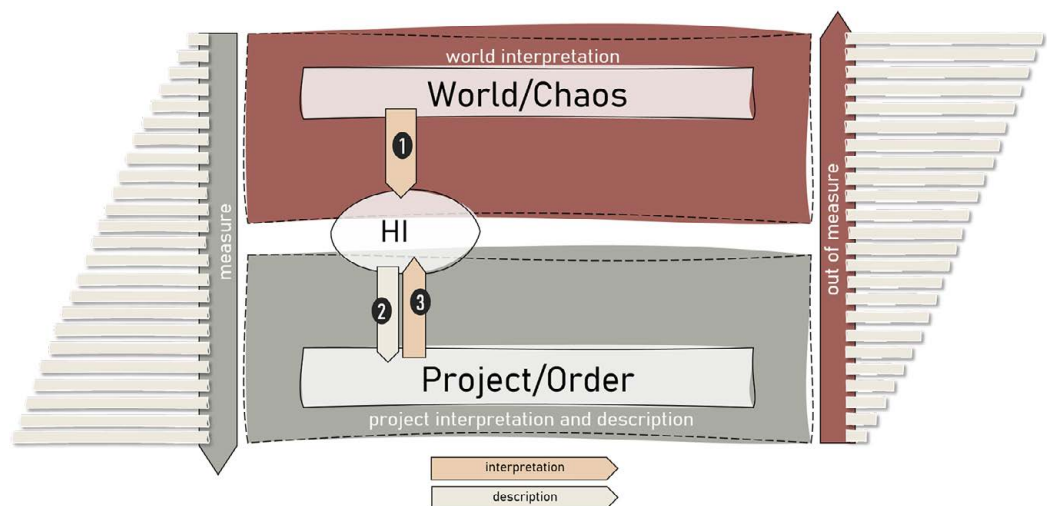 world interpretation
World/Chaos
1
HI
measure
out of measure
2
3
Project/Order
project interpretation and description
interpretation
description